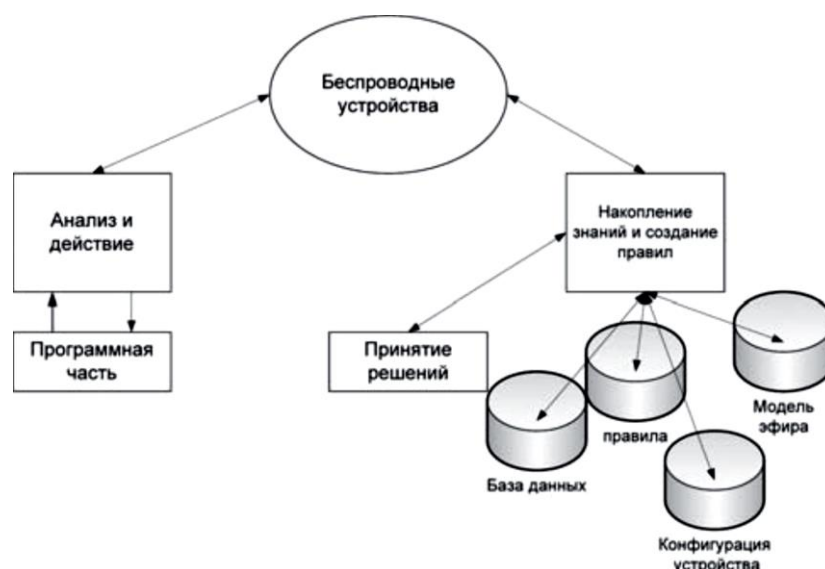 Беспроводные
устройства
Анализ и
действие
Накопление
знаний и создание
правил
Программная
часть
Принятие
решений
Модель
эфира
правила
База данных
Конфигурация
устройства